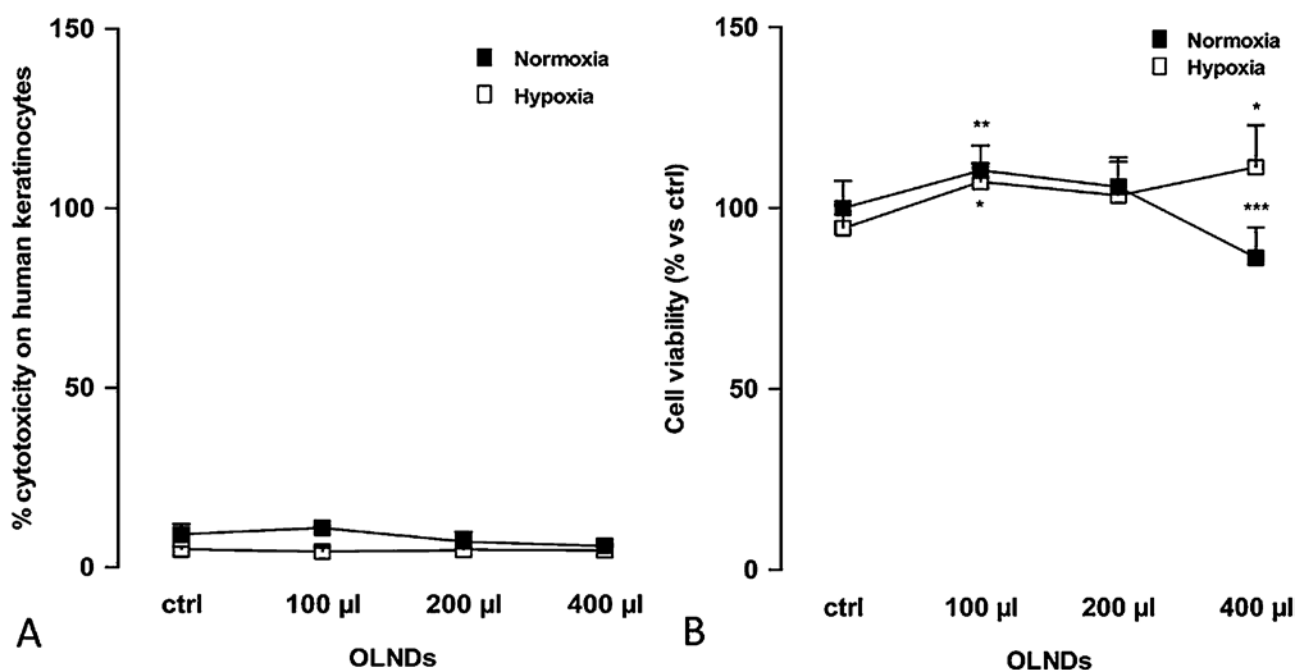 % cytotoxicity on human keratinocytes
150
100
50
0
Normoxia
Hypoxia
ctrl 100 µl 200 µl 400 µl
OLNDs
A
Cell viability (% vs ctrl)
150
100
50
0
Normoxia
Hypoxia
**
*
*
***
ctrl 100 µl 200 µl 400 µl
OLNDs
B